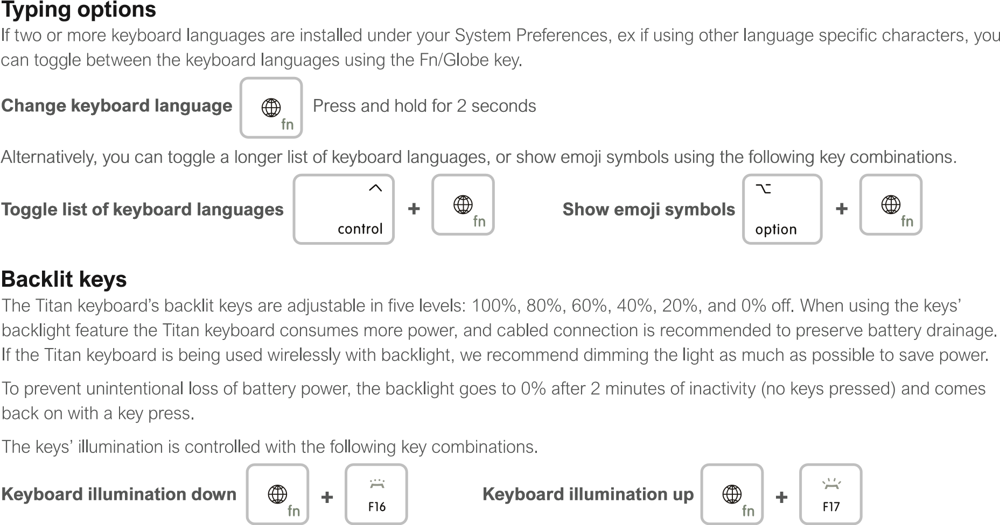 Typing options
If two or more keyboard languages are installed under your System Preferences, ex if using other language specific characters, you
can toggle between the keyboard languages using the Fn/Globe key.
Change keyboard language fn Press and hold for 2 seconds
Alternatively, you can toggle a longer list of keyboard languages, or show emoji symbols using the following key combinations.
Toggle list of keyboard languages ^ control + fn Show emoji symbols ⌥ option + fn
Backlit keys
The Titan keyboard’s backlit keys are adjustable in five levels: 100%, 80%, 60%, 40%, 20%, and 0% off. When using the keys’
backlight feature the Titan keyboard consumes more power, and cabled connection is recommended to preserve battery drainage.
If the Titan keyboard is being used wirelessly with backlight, we recommend dimming the light as much as possible to save power.
To prevent unintentional loss of battery power, the backlight goes to 0% after 2 minutes of inactivity (no keys pressed) and comes
back on with a key press.
The keys’ illumination is controlled with the following key combinations.
Keyboard illumination down fn + F16 Keyboard illumination up fn + F17